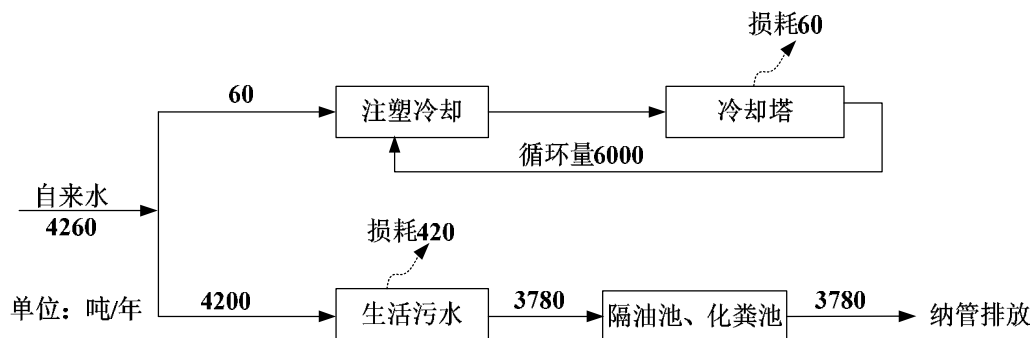 损耗60
60
注塑冷却
冷却塔
循环量6000
自来水
4260
损耗420
单位：吨/年
4200
生活污水
3780
隔油池、化粪池
3780
纳管排放